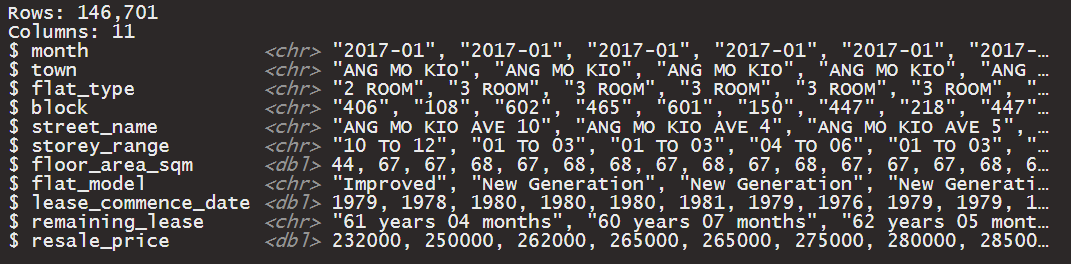 Rows: 146,701
Columns: 11
$ month <chr> "2017-01", "2017-01", "2017-01", "2017-01", "2017-01", "2017-…
$ town <chr> "ANG MO KIO", "ANG MO KIO", "ANG MO KIO", "ANG MO KIO", "ANG …
$ flat_type <chr> "2 ROOM", "3 ROOM", "3 ROOM", "3 ROOM", "3 ROOM", "3 ROOM", "…
$ block <chr> "406", "108", "602", "465", "601", "150", "447", "218", "447"…
$ street_name <chr> "ANG MO KIO AVE 10", "ANG MO KIO AVE 4", "ANG MO KIO AVE 5", …
$ storey_range <chr> "10 TO 12", "01 TO 03", "01 TO 03", "04 TO 06", "01 TO 03", "…
$ floor_area_sqm <dbl> 44, 67, 67, 68, 67, 68, 68, 67, 68, 67, 68, 67, 67, 67, 68, 6…
$ flat_model <chr> "Improved", "New Generation", "New Generation", "New Generati…
$ lease_commence_date <dbl> 1979, 1978, 1980, 1980, 1980, 1981, 1979, 1976, 1979, 1979, 1…
$ remaining_lease <chr> "61 years 04 months", "60 years 07 months", "62 years 05 mont…
$ resale_price <dbl> 232000, 250000, 262000, 265000, 265000, 275000, 280000, 28500…